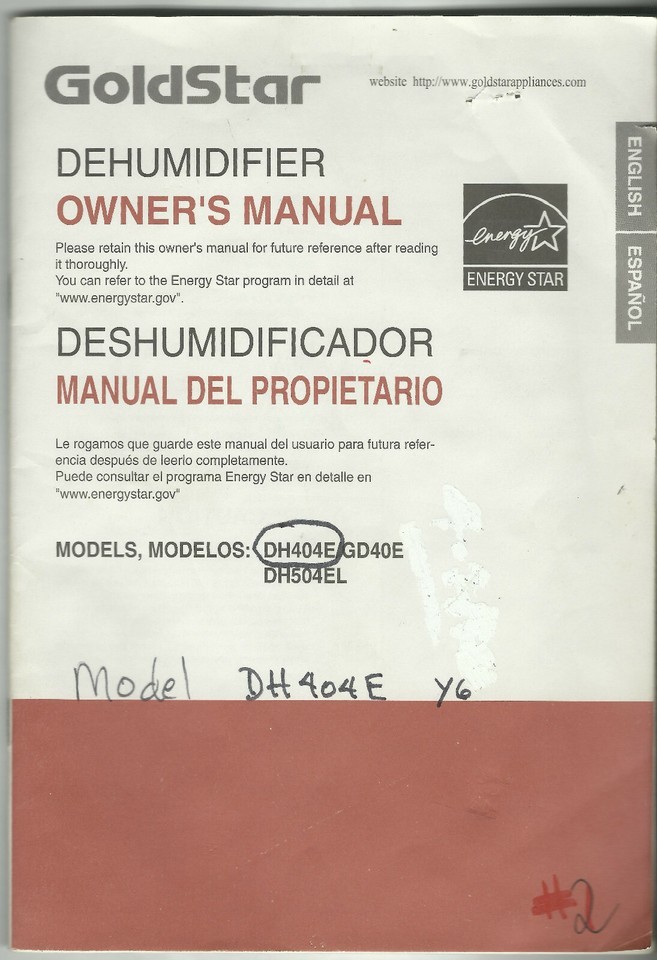 GoldStar
website http://www.goldstarappliances.com
DEHUMIDIFIER
OWNER'S MANUAL
Please retain this owner's manual for future reference after reading
it thoroughly.
You can refer to the Energy Star program in detail at
"www.energystar.gov".
energy
ENERGY STAR
ENGLISH
ESPAÑOL
DESHUMIDIFICADOR
MANUAL DEL PROPIETARIO
Le rogamos que guarde este manual del usuario para futura refer-
encia después de leerlo completamente.
Puede consultar el programa Energy Star en detalle en
"www.energystar.gov"
MODELS, MODELOS: DH404E/GD40E
DH504EL
Model DH404E Y6
#2